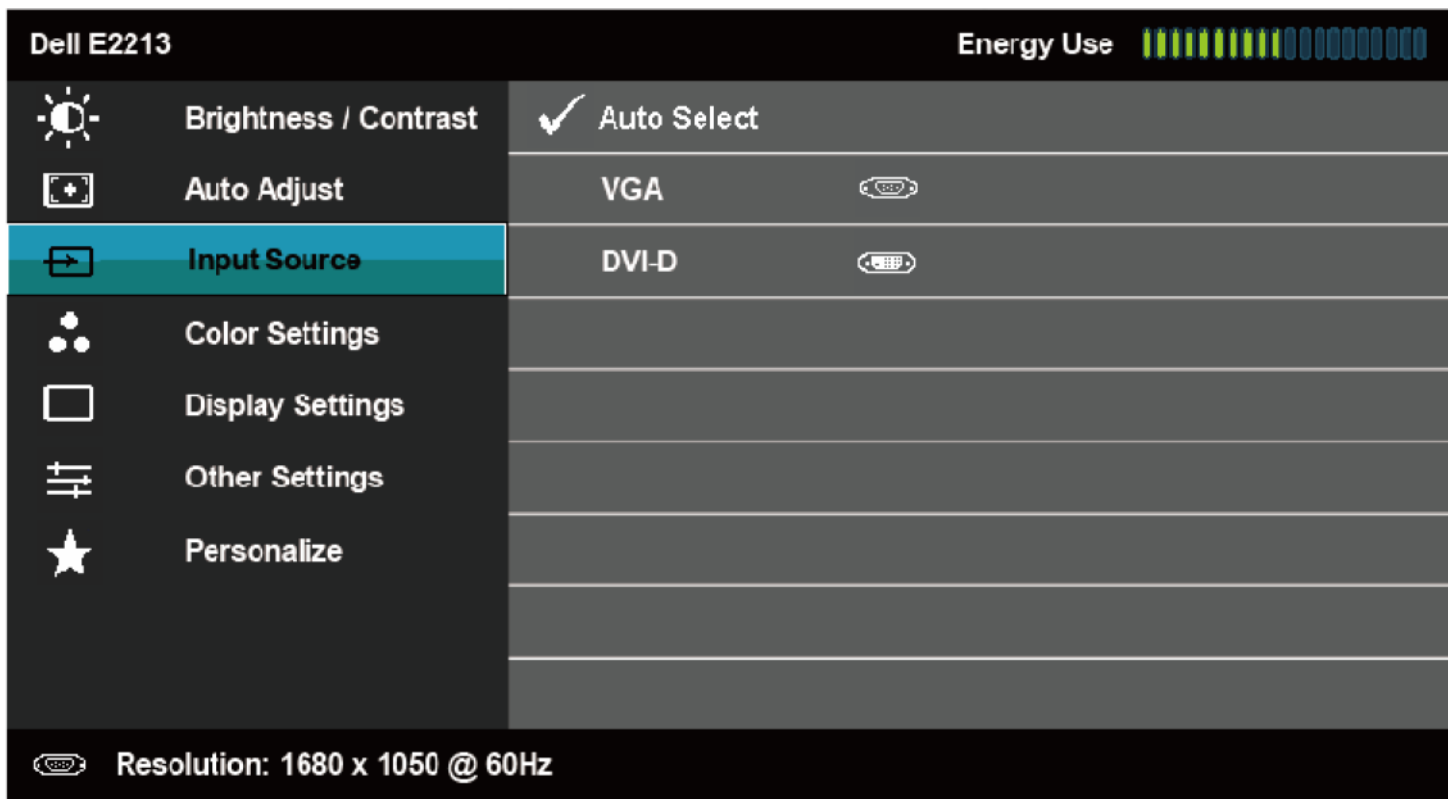 Dell E2213 Energy Use
Brightness / Contrast Auto Select
Auto Adjust VGA
Input Source DVI-D
Color Settings
Display Settings
Other Settings
Personalize
Resolution: 1680 x 1050 @ 60Hz